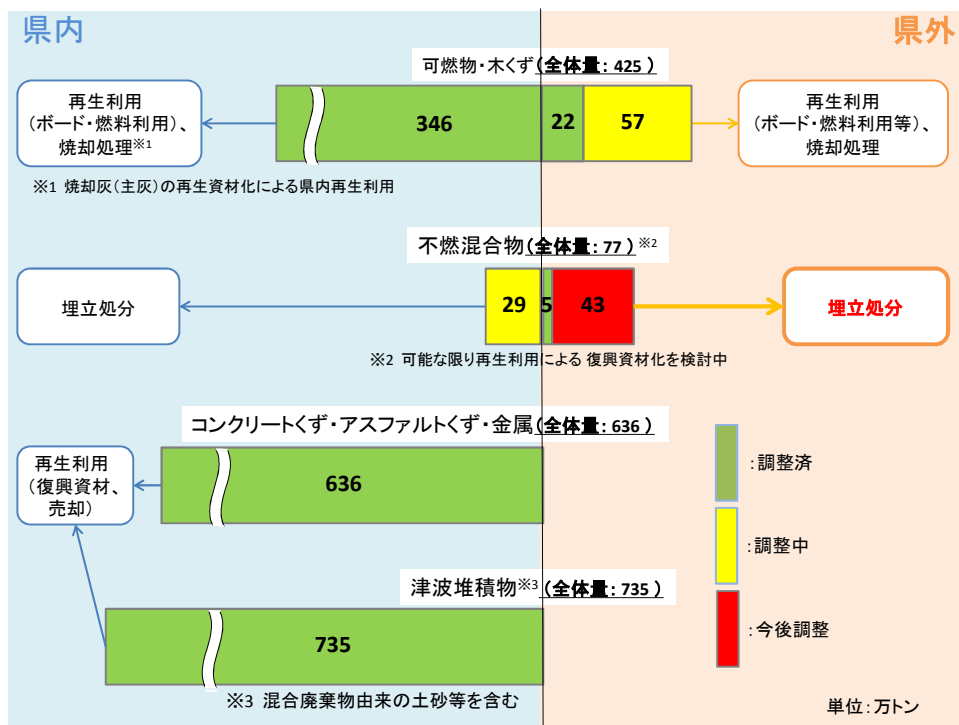 県内
県外
可燃物・木くず(全体量：425)
再生利用
(ボード・燃料利用)、
焼却処理※1
346
22
57
再生利用
(ボード・燃料利用等)、
焼却処理
※1 焼却灰(主灰)の再生資材化による県内再生利用
不燃混合物(全体量：77)※2
埋立処分
29
5
43
埋立処分
※2 可能な限り再生利用による 復興資材化を検討中
コンクリートくず・アスファルトくず・金属(全体量：636)
再生利用
(復興資材、
売却)
636
:調整済
:調整中
津波堆積物※3(全体量：735)
735
:今後調整
※3 混合廃棄物由来の土砂等を含む
単位：万トン